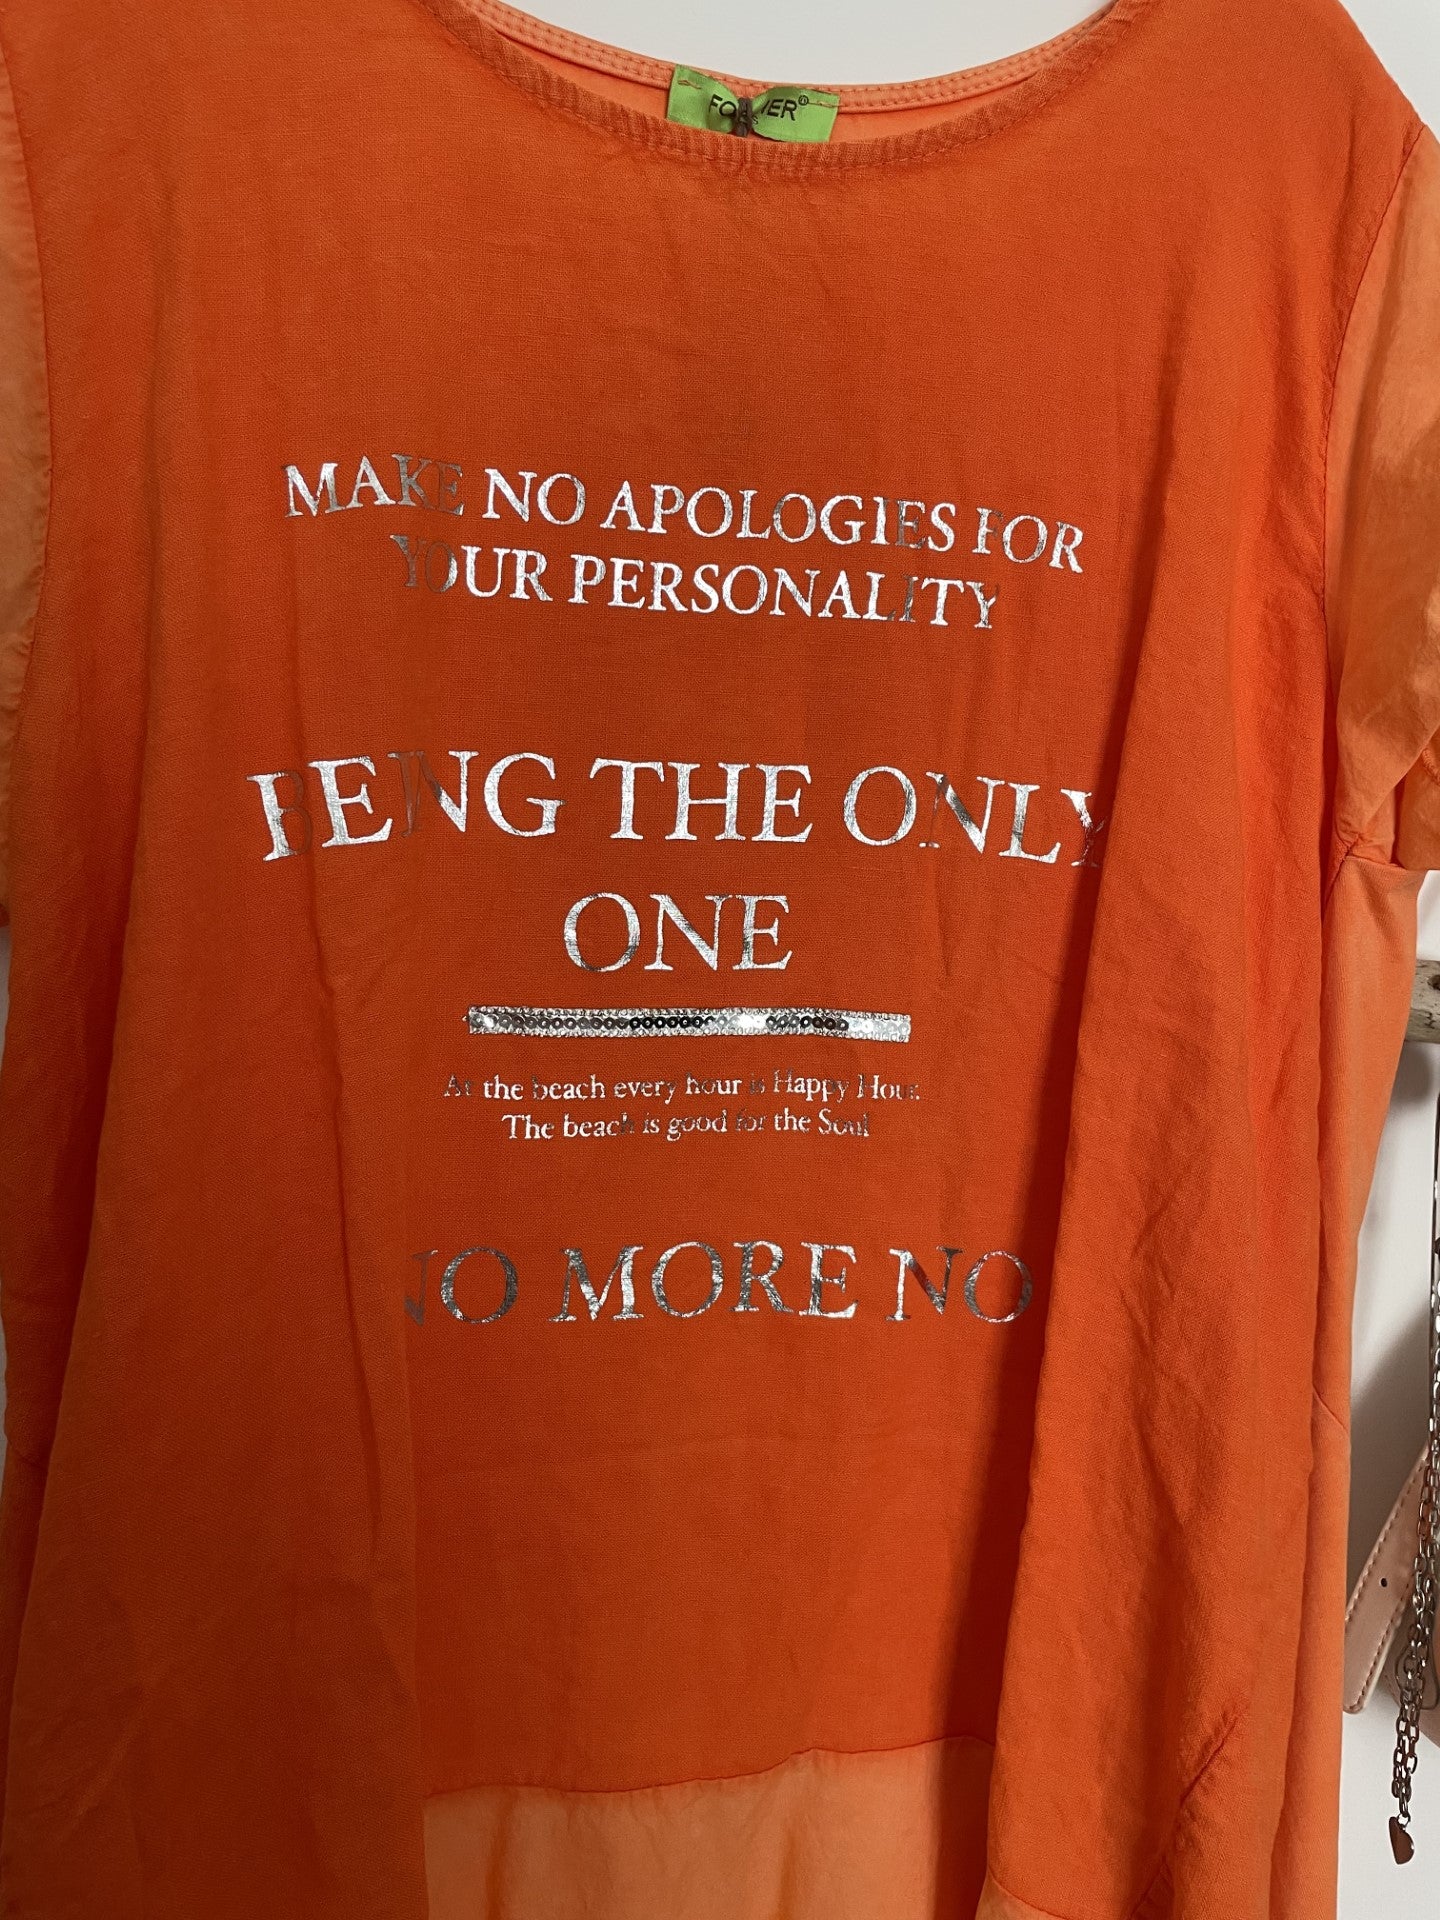 MAKE NO APOLOGIES FOR
YOUR PERSONALITY
BEING THE ONLY
ONE
At the beach every hour is Happy Hour.
The beach is good for the Soul
NO MORE NO